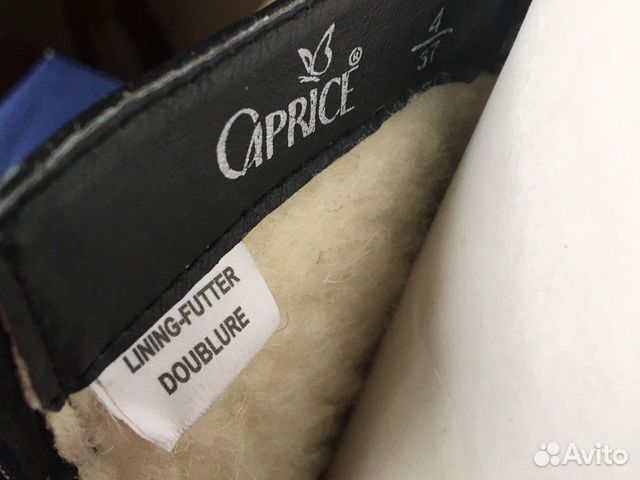 CAPRICE®
4
37
LINING-FUTTER
DOUBLURE
Avito